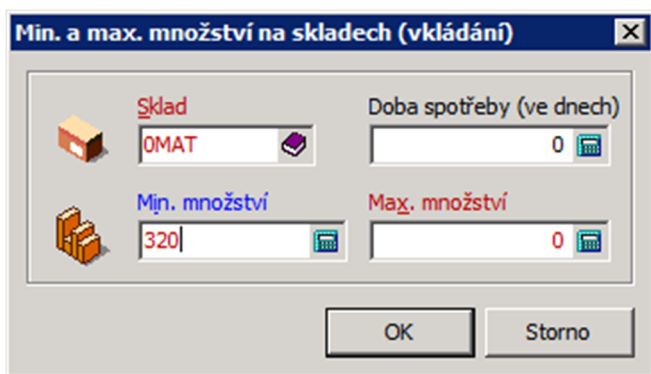 Min. a max. množství na skladech (vkládání)
Sklad
Doba spotřeby (ve dnech)
0MAT
0
Min. množství
Max. množství
320
0
OK
Storno